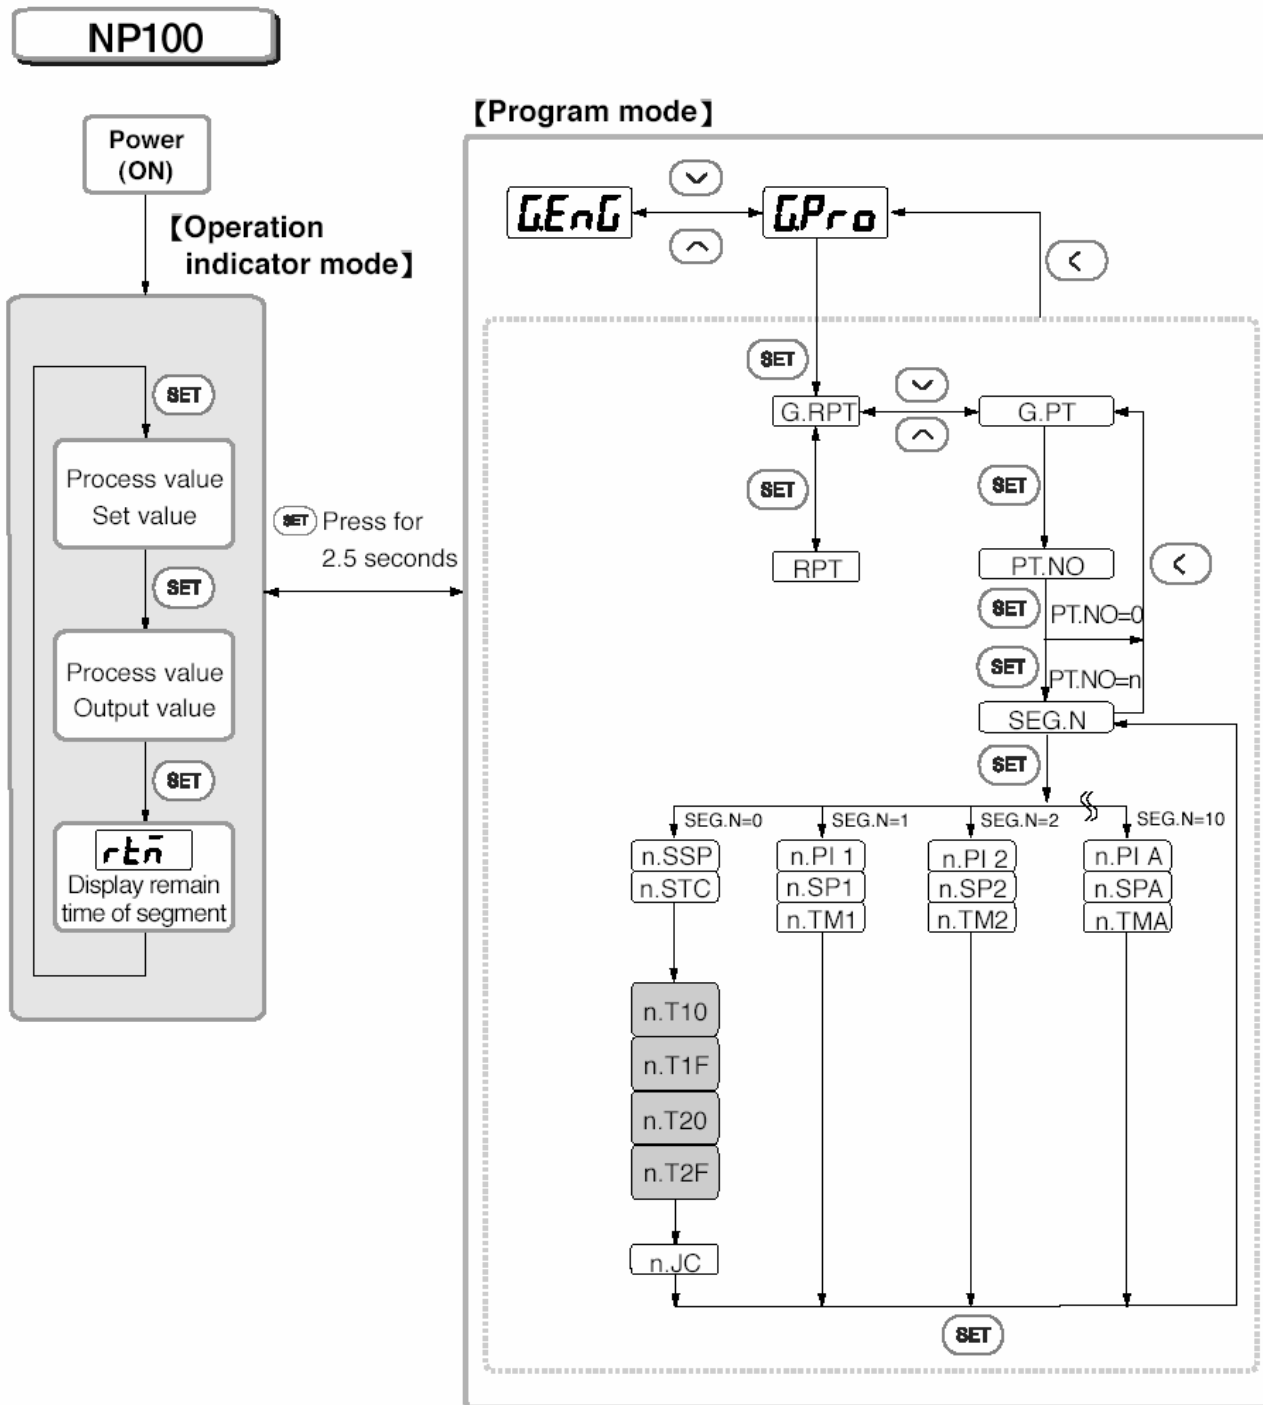 NP100
Power
(ON)
【Operation
indicator mode】
SET
Process value
Set value
SET
Process value
Output value
SET
rtm
Display remain
time of segment
SET Press for
2.5 seconds
【Program mode】
G.EnG
G.Pro
SET
G.RPT
G.PT
SET
SET
RPT
PT.NO
SET
PT.NO=0
SET
PT.NO=n
SEG.N
SET
SEG.N=0 SEG.N=1 SEG.N=2 SEG.N=10
n.SSP n.PI 1 n.PI 2 n.PI A
n.STC n.SP1 n.SP2 n.SPA
n.TM1 n.TM2 n.TMA
n.T10
n.T1F
n.T20
n.T2F
n.JC
SET